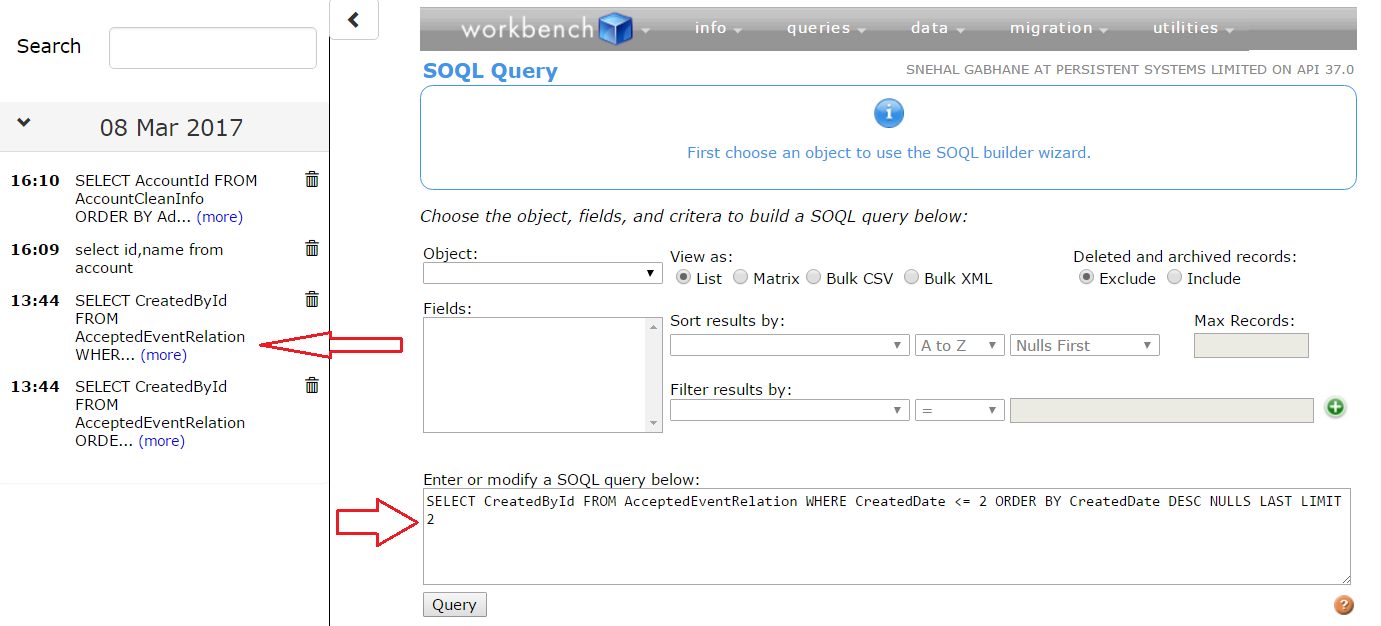 Search
08 Mar 2017
16:10 SELECT AccountId FROM
AccountCleanInfo
ORDER BY Ad... (more)
16:09 select id,name from
account
13:44 SELECT CreatedById
FROM
AcceptedEventRelation
WHER... (more)
13:44 SELECT CreatedById
FROM
AcceptedEventRelation
ORDE... (more)
workbench info queries data migration utilities
SOQL Query
SNEHAL GABHANE AT PERSISTENT SYSTEMS LIMITED ON API 37.0
First choose an object to use the SOQL builder wizard.
Choose the object, fields, and critera to build a SOQL query below:
Object:
View as:
List Matrix Bulk CSV Bulk XML
Deleted and archived records:
Exclude Include
Fields:
Sort results by:
A to Z Nulls First
Max Records:
Filter results by:
=
Enter or modify a SOQL query below:
SELECT CreatedById FROM AcceptedEventRelation WHERE CreatedDate <= 2 ORDER BY CreatedDate DESC NULLS LAST LIMIT
2
Query
?